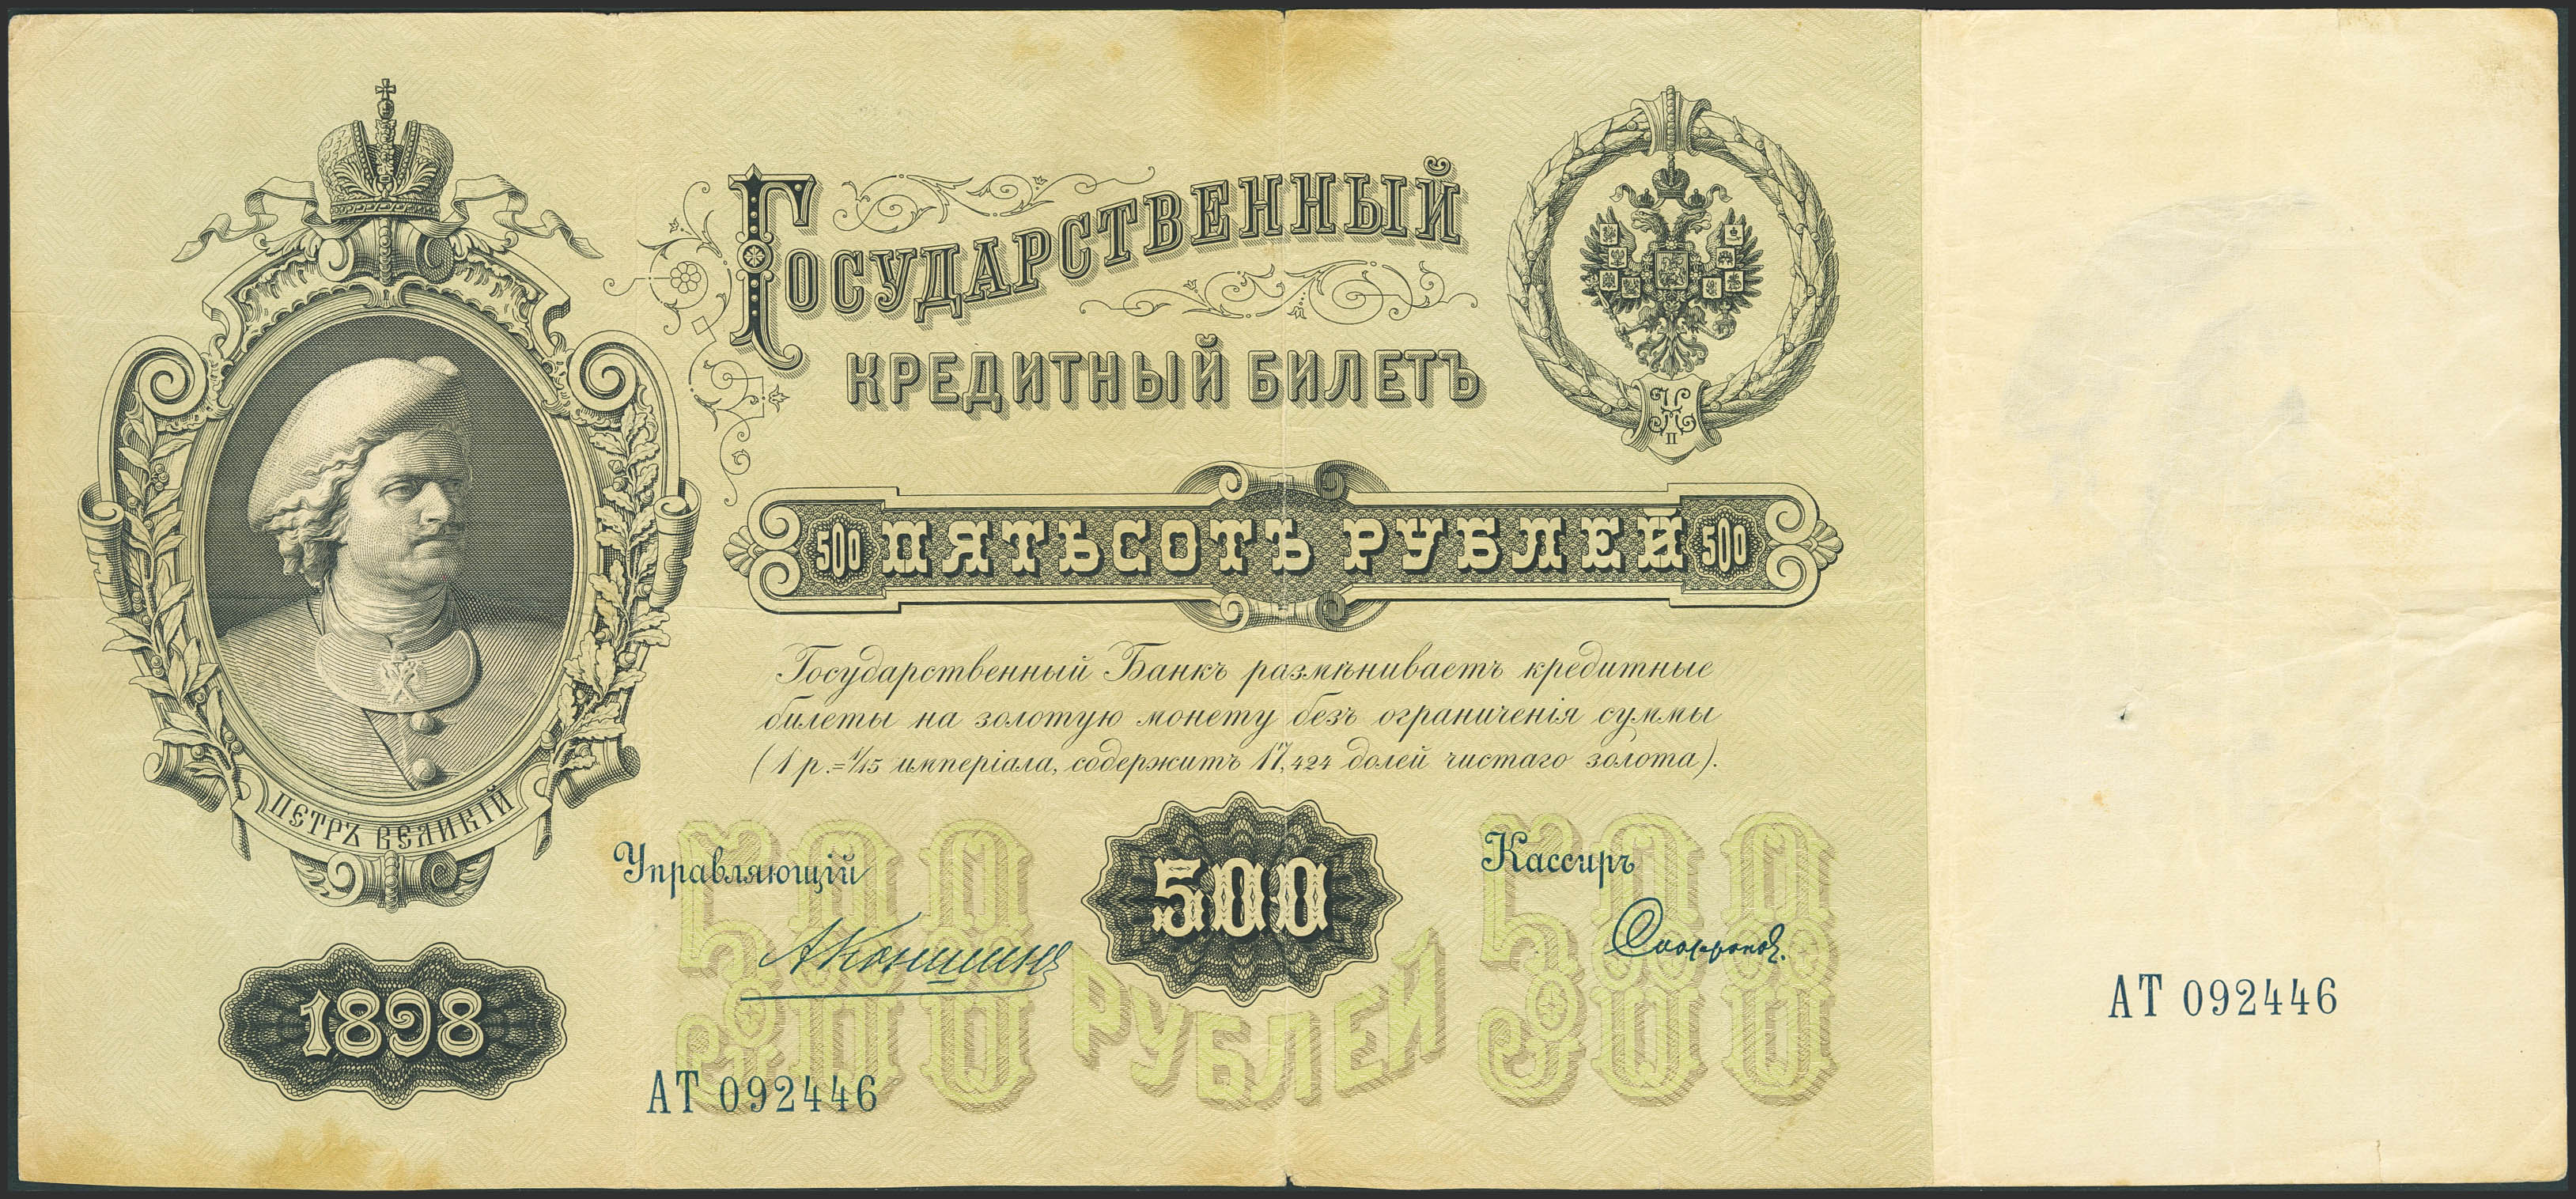 ГОСУДАРСТВЕННЫЙ
КРЕДИТНЫЙ БИЛЕТЪ
II
500 ПЯТЬСОТЪ РУБЛЕЙ 500
Государственный Банкъ размѣниваетъ кредитные
билеты на золотую монету безъ ограниченія суммы
(1 р.=1/15 имперіала, содержитъ 17,424 долей чистаго золота).
ПЕТРЪ ВЕЛИКІЙ
Управляющій
500
Кассиръ
АКоншинъ
500 РУБЛЕЙ 500
1898
АТ 092446
АТ 092446